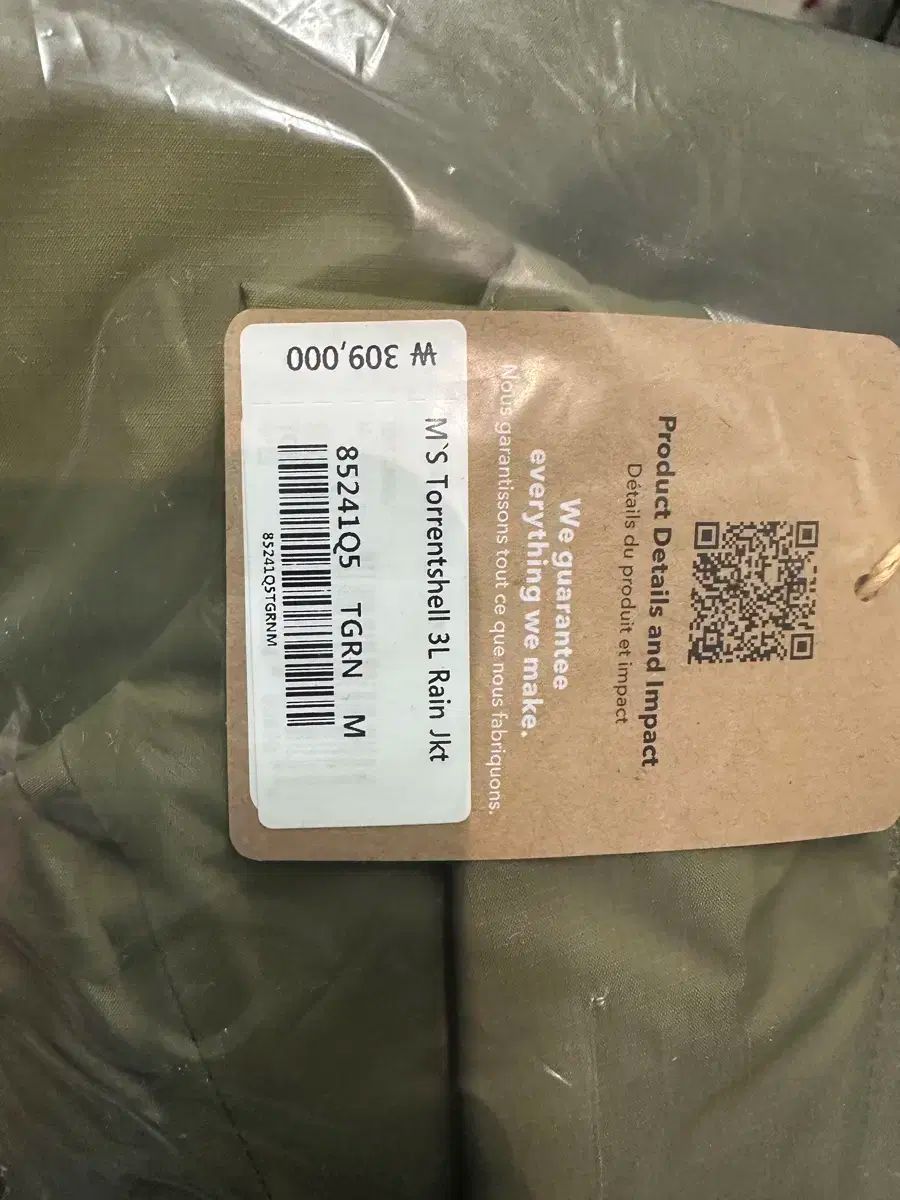 Product Details and Impact
Détails du produit et impact
We guarantee
everything we make.
Nous garantissons tout ce que nous fabriquons.
M`S Torrentshell 3L Rain Jkt
85241Q5 TGRN M
85241Q5TGRNM
₩ 309,000